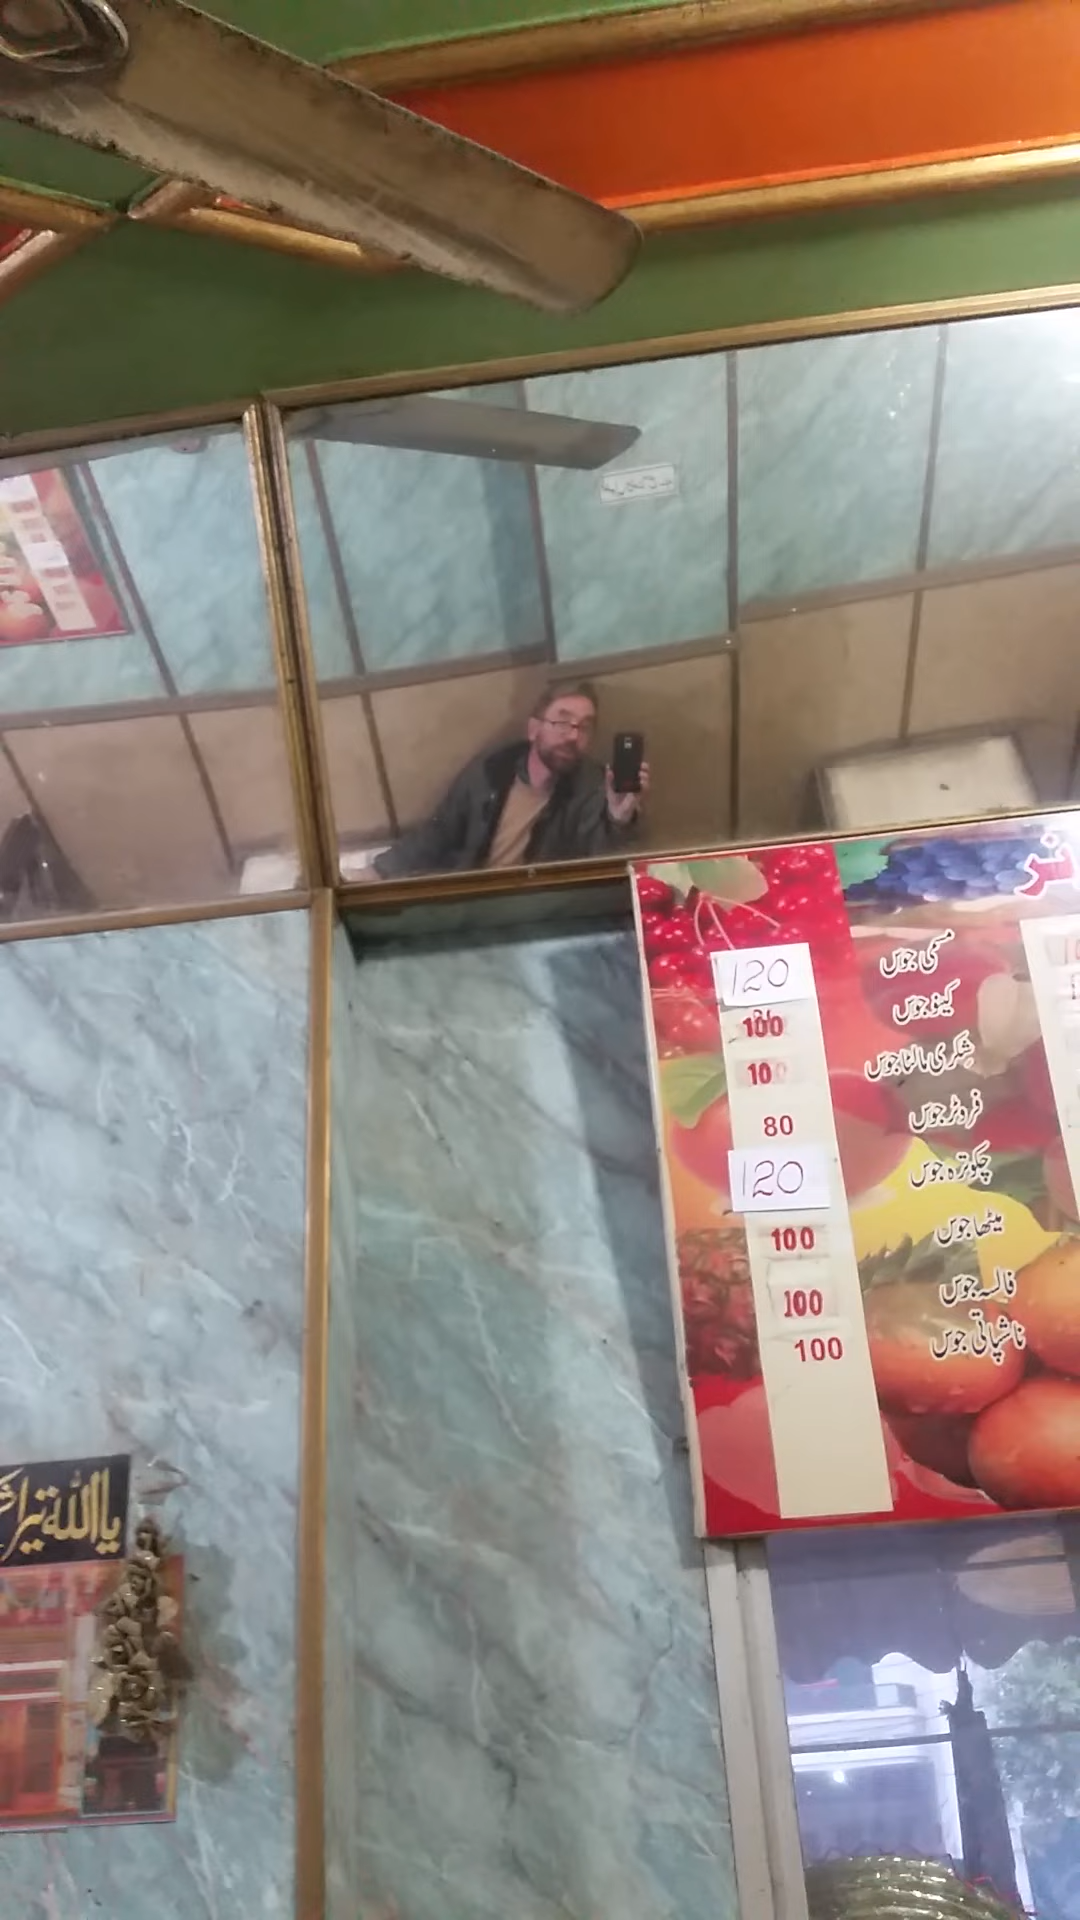 نر
مسمی جوس 120
کینو جوس 100
شکری مالٹا جوس 100
فروٹر جوس 80
چکوترہ جوس 120
میٹھا جوس 100
فالسہ جوس 100
ناشپاتی جوس 100
یا اللہ تیرا